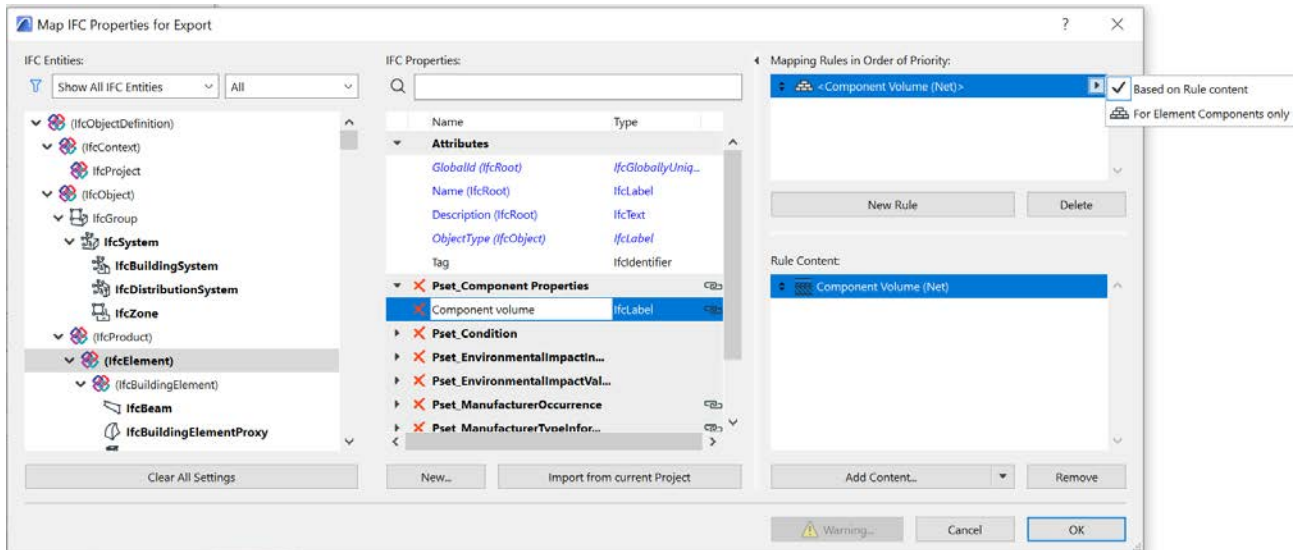 Map IFC Properties for Export
?
IFC Entities:
Show All IFC Entities
All
(IfcObjectDefinition)
(IfcContext)
IfcProject
(IfcObject)
IfcGroup
IfcSystem
IfcBuildingSystem
IfcDistributionSystem
IfcZone
(IfcProduct)
(IfcElement)
(IfcBuildingElement)
IfcBeam
IfcBuildingElementProxy
Clear All Settings
IFC Properties:
Name Type
Attributes
GlobalId (IfcRoot) IfcGloballyUniq...
Name (IfcRoot) IfcLabel
Description (IfcRoot) IfcText
ObjectType (IfcObject) IfcLabel
Tag IfcIdentifier
Pset_Component Properties
Component volume IfcLabel
Pset_Condition
Pset_EnvironmentalImpactIn...
Pset_EnvironmentalImpactVal...
Pset_ManufacturerOccurrence
Pset_ManufacturerTypeInfor...
New...
Import from current Project
Mapping Rules in Order of Priority:
<Component Volume (Net)>
Based on Rule content
For Element Components only
New Rule
Delete
Rule Content:
Component Volume (Net)
Add Content...
Remove
Warning...
Cancel
OK